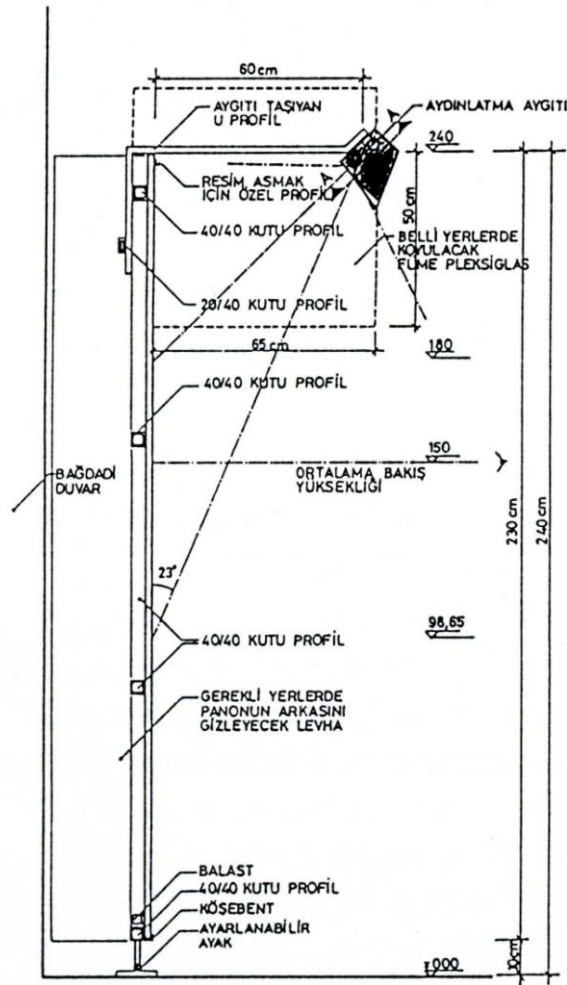 60 cm
AYGITI TAŞIYAN
U PROFİL
AYDINLATMA AYGITI
240
RESİM ASMAK
İÇİN ÖZEL PROFİL
40/40 KUTU PROFİL
50 cm
BELLİ YERLERDE
KOYULACAK
FÜME PLEKSİGLAS
20/40 KUTU PROFİL
65 cm
180
40/40 KUTU PROFİL
150
ORTALAMA BAKIŞ
YÜKSEKLİĞİ
BAĞDADİ
DUVAR
230 cm
240 cm
23°
98,65
40/40 KUTU PROFİL
GEREKLİ YERLERDE
PANONUN ARKASINI
GİZLEYECEK LEVHA
BALAST
40/40 KUTU PROFİL
KÖŞEBENT
AYARLANABİLİR
AYAK
10cm